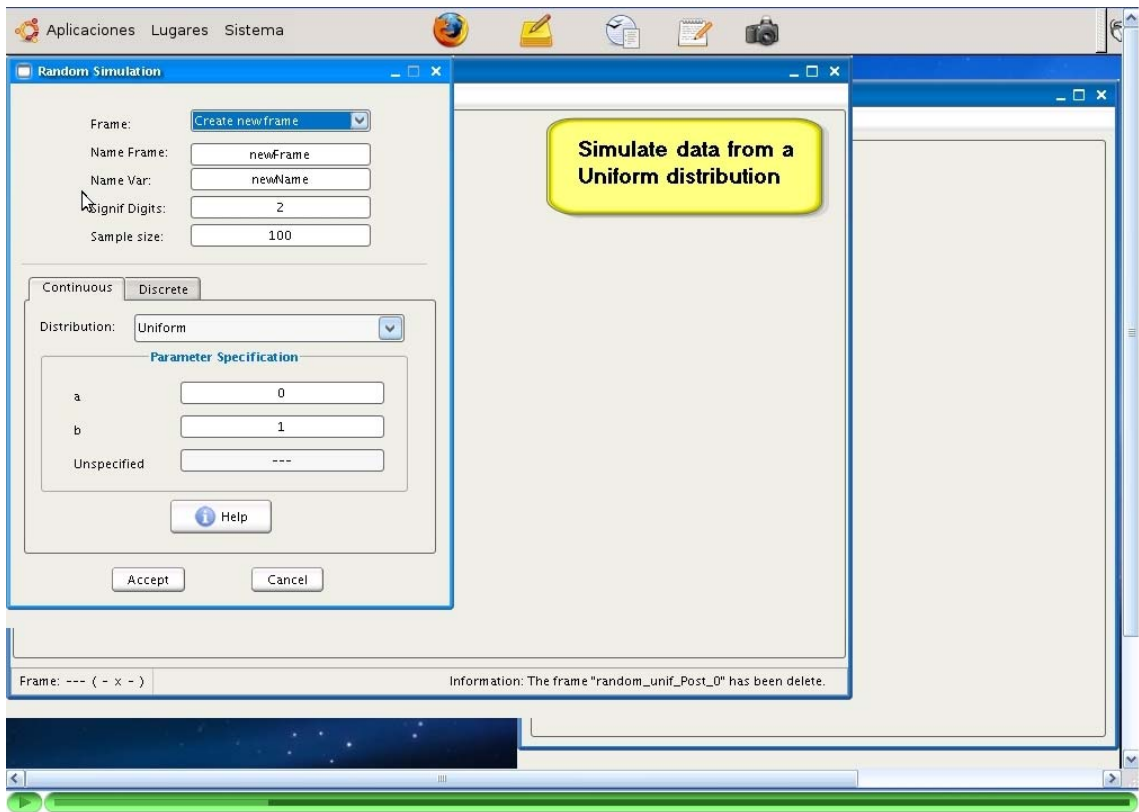 Aplicaciones Lugares Sistema
Random Simulation
Frame: Create new frame
Name Frame: newFrame
Name Var: newName
Signif Digits: 2
Sample size: 100
Simulate data from a
Uniform distribution
Continuous Discrete
Distribution: Uniform
Parameter Specification
a 0
b 1
Unspecified ---
Help
Accept Cancel
Frame: --- ( - x - ) Information: The frame "random_unif_Post_0" has been delete.